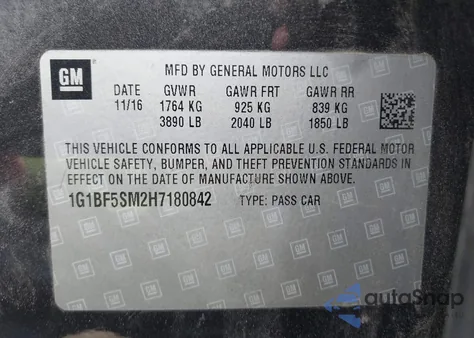 GM
MFD BY GENERAL MOTORS LLC
DATE GVWR GAWR FRT GAWR RR
11/16 1764 KG 925 KG 839 KG
3890 LB 2040 LB 1850 LB
THIS VEHICLE CONFORMS TO ALL APPLICABLE U.S. FEDERAL MOTOR
VEHICLE SAFETY, BUMPER, AND THEFT PREVENTION STANDARDS IN
EFFECT ON THE DATE OF MANUFACTURE SHOWN ABOVE.
1G1BF5SM2H7180842 TYPE: PASS CAR
autoSnap